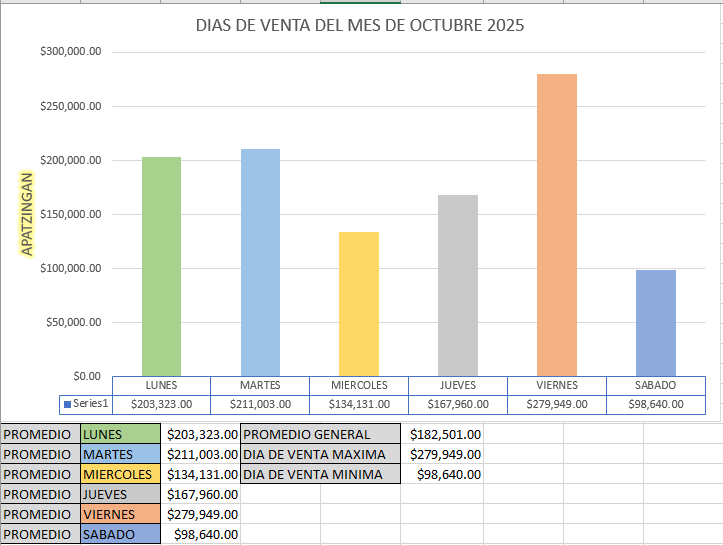 DIAS DE VENTA DEL MES DE OCTUBRE 2025
$300,000.00
$250,000.00
$200,000.00
$150,000.00
$100,000.00
$50,000.00
$0.00
APATZINGAN
LUNES MARTES MIERCOLES JUEVES VIERNES SABADO
Series1 $203,323.00 $211,003.00 $134,131.00 $167,960.00 $279,949.00 $98,640.00
PROMEDIO LUNES $203,323.00 PROMEDIO GENERAL $182,501.00
PROMEDIO MARTES $211,003.00 DIA DE VENTA MAXIMA $279,949.00
PROMEDIO MIERCOLES $134,131.00 DIA DE VENTA MINIMA $98,640.00
PROMEDIO JUEVES $167,960.00
PROMEDIO VIERNES $279,949.00
PROMEDIO SABADO $98,640.00